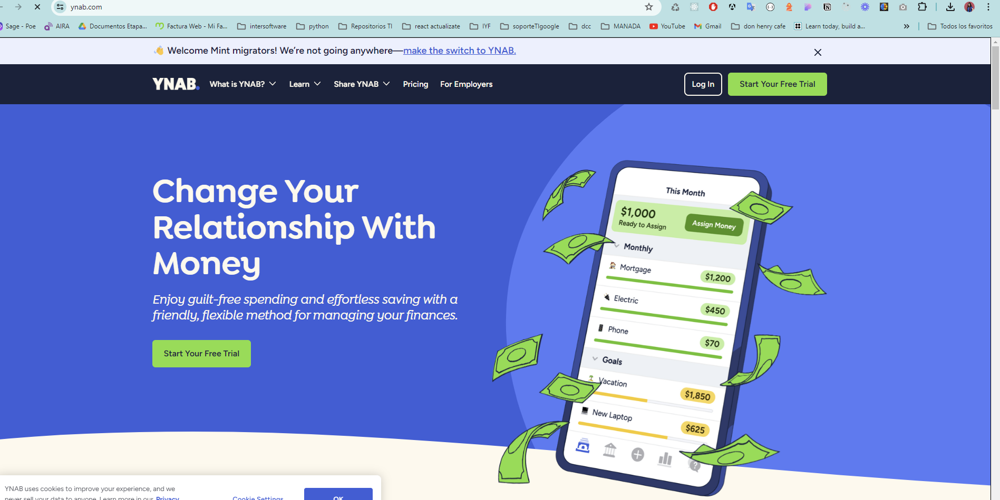 ynab.com
Sage - Poe AIRA Documentos Etapa... Factura Web - Mi Fa... intersoftware python Repositorios TI react actualizate IYF soporteTIgoogle dcc MANADA YouTube Gmail don henry cafe Learn today, build a... » Todos los favoritos
👋 Welcome Mint migrators! We’re not going anywhere—make the switch to YNAB.
YNAB. What is YNAB? Learn Share YNAB Pricing For Employers Log In Start Your Free Trial
Change Your
Relationship With
Money
Enjoy guilt-free spending and effortless saving with a
friendly, flexible method for managing your finances.
Start Your Free Trial
This Month
$1,000
Ready to Assign
Assign Money
Monthly
Mortgage $1,200
Electric $450
Phone $70
Goals
Vacation $1,850
New Laptop $625
YNAB uses cookies to improve your experience, and we
never sell your data to anyone. Learn more in our Privacy
Cookie Settings
OK